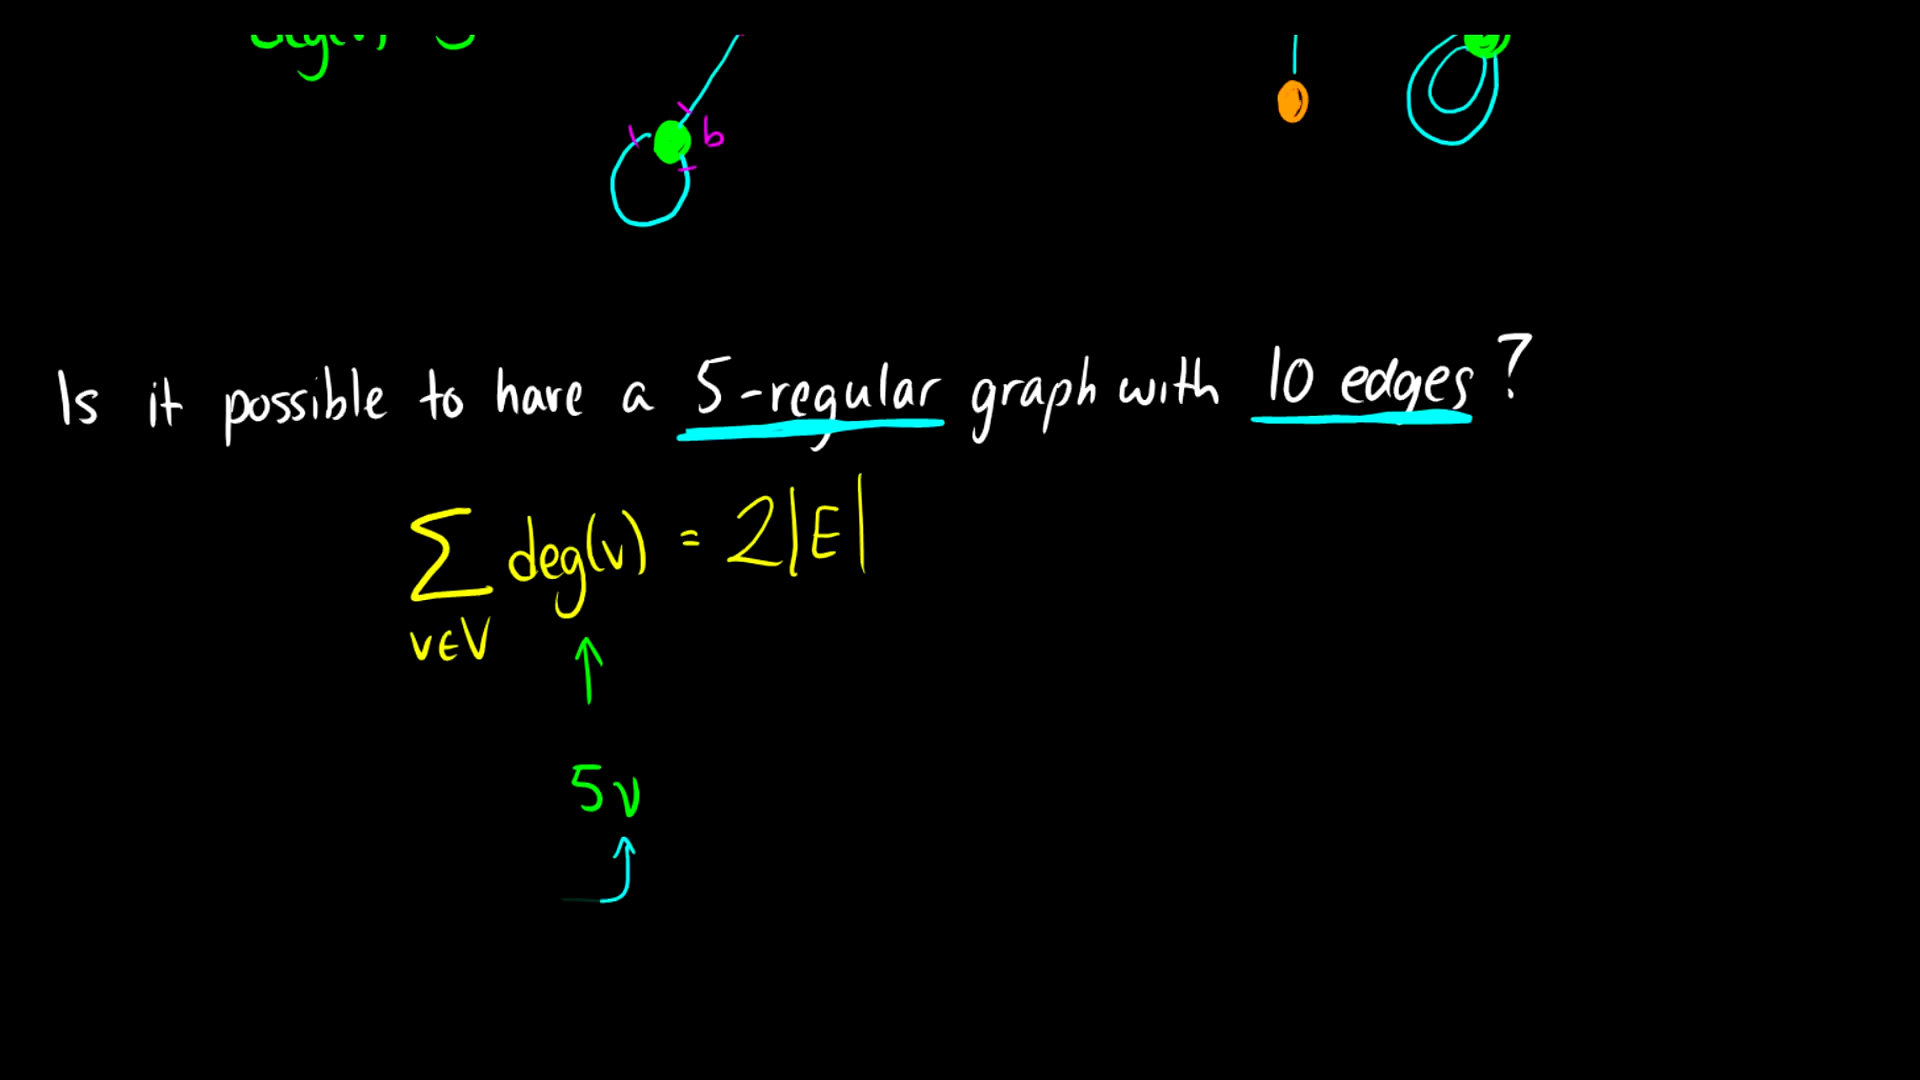 b
Is it possible to have a 5-regular graph with 10 edges?
∑ deg(v) = 2|E|
v∈V
5v